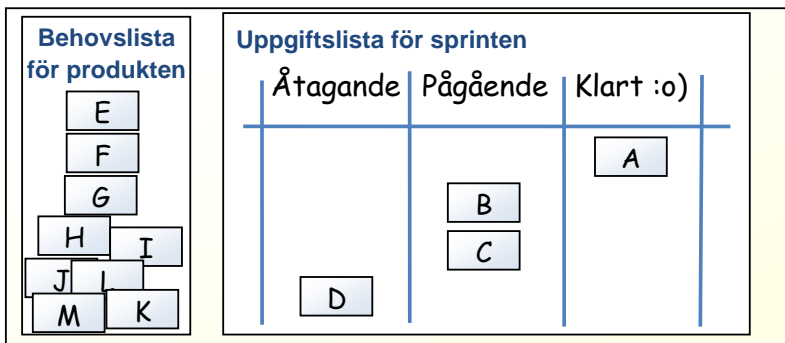 Behovslista
för produkten
E
F
G
H
I
J
L
M
K
Uppgiftslista för sprinten
Åtagande Pågående Klart :o)
A
B
C
D